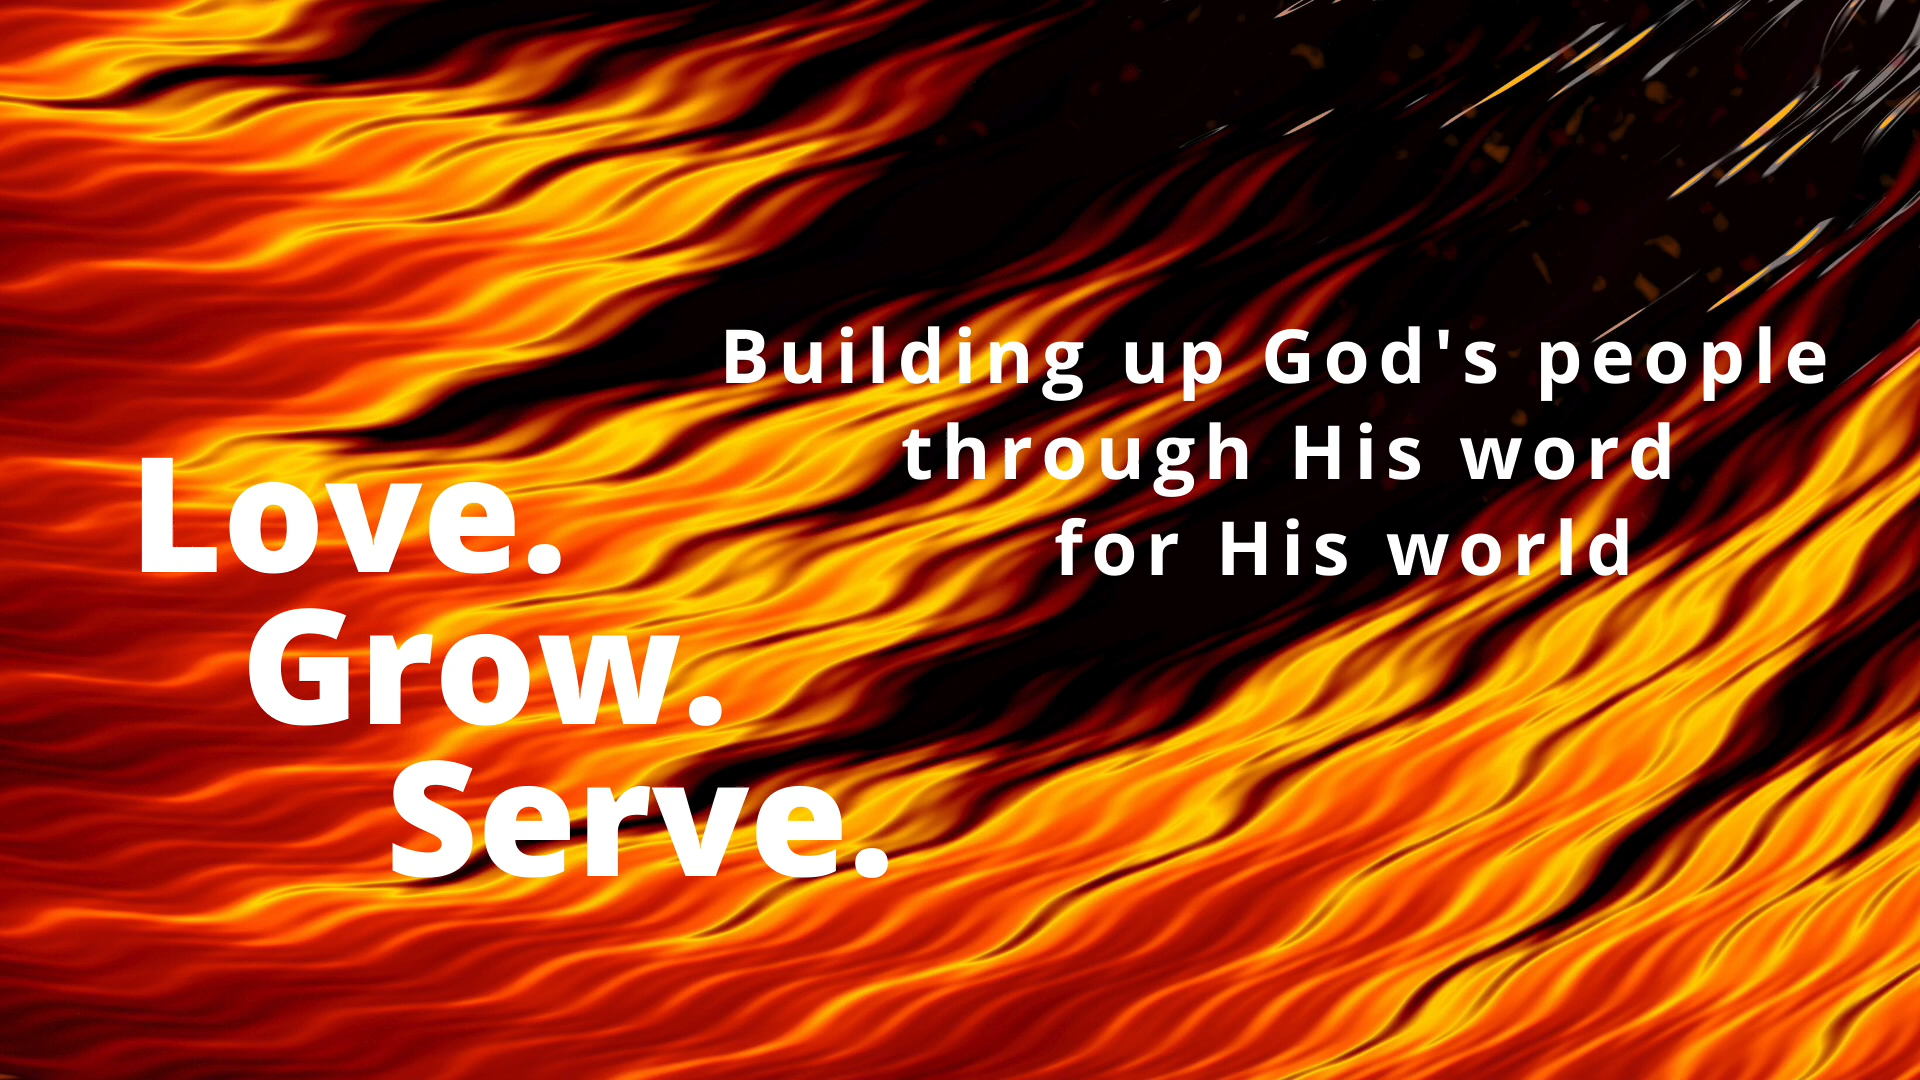 Building up God's people
through His word
for His world
Love.
Grow.
Serve.